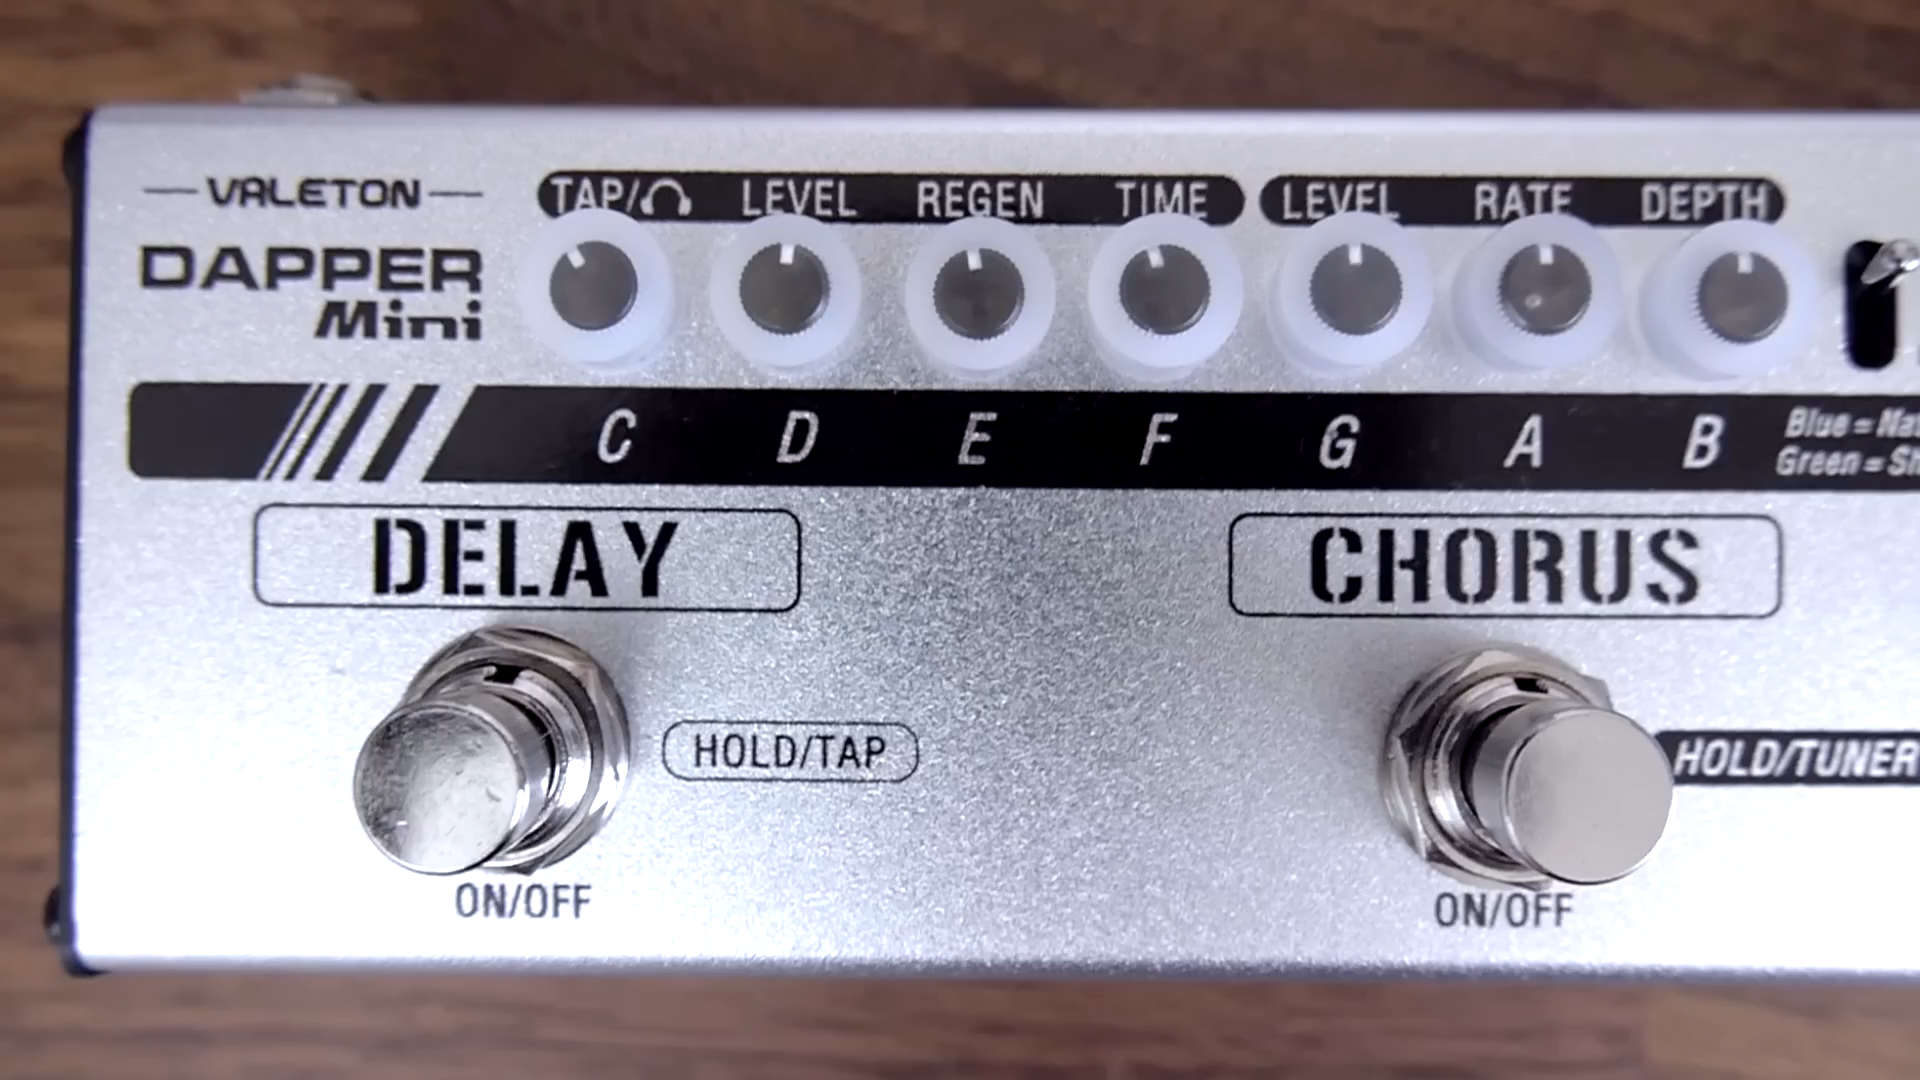 VALETON
DAPPER
Mini
TAP/ LEVEL REGEN TIME LEVEL RATE DEPTH
C D E F G A B
Blue =
Green =
DELAY CHORUS
HOLD/TAP HOLD/TUNER
ON/OFF ON/OFF